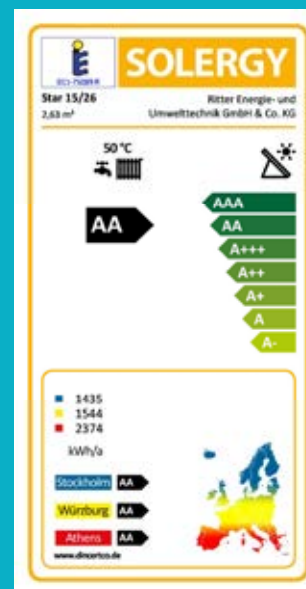 SOLERGY
Star 15/26
Ritter Energie- und
2,63 m²
Umwelttechnik GmbH & Co. KG
50 °C
AA
AAA
AA
A+++
A++
A+
A
A-
1435
1544
2374
kWh/a
Stockholm AA
Würzburg AA
Athens AA
www.dincertco.de